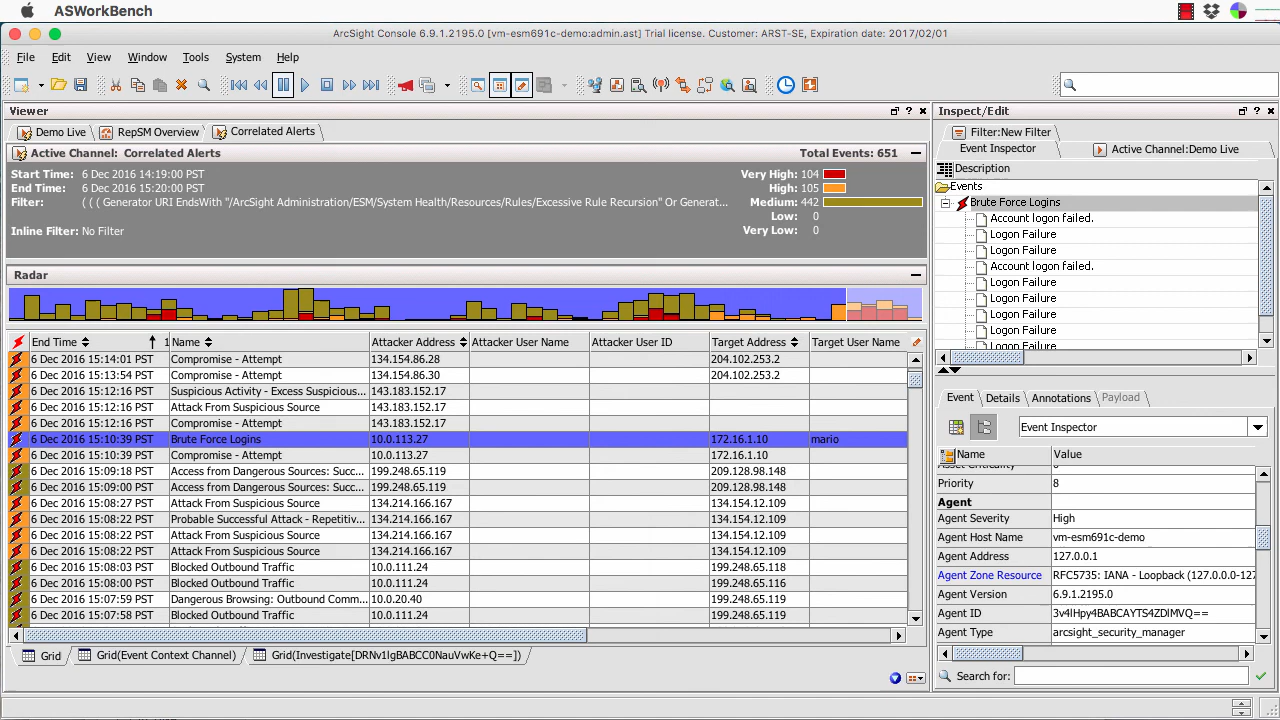 ASWorkBench
ArcSight Console 6.9.1.2195.0 [vm-esm691c-demo:admin.ast] Trial license. Customer: ARST-SE, Expiration date: 2017/02/01
File Edit View Window Tools System Help
Viewer
Demo Live RepSM Overview Correlated Alerts
Active Channel: Correlated Alerts Total Events: 651
Start Time: 6 Dec 2016 14:19:00 PST Very High: 104
End Time: 6 Dec 2016 15:20:00 PST High: 105
Filter: ( ( ( Generator URI EndsWith "/ArcSight Administration/ESM/System Health/Resources/Rules/Excessive Rule Recursion" Or Generat... Medium: 442
Low: 0
Inline Filter: No Filter Very Low: 0
Radar
End Time 1 Name Attacker Address Attacker User Name Attacker User ID Target Address Target User Name
6 Dec 2016 15:14:01 PST Compromise - Attempt 134.154.86.28 204.102.253.2
6 Dec 2016 15:13:54 PST Compromise - Attempt 134.154.86.30 204.102.253.2
6 Dec 2016 15:12:16 PST Suspicious Activity - Excess Suspicious... 143.183.152.17
6 Dec 2016 15:12:16 PST Attack From Suspicious Source 143.183.152.17
6 Dec 2016 15:12:16 PST Compromise - Attempt 143.183.152.17
6 Dec 2016 15:10:39 PST Brute Force Logins 10.0.113.27 172.16.1.10 mario
6 Dec 2016 15:10:39 PST Compromise - Attempt 10.0.113.27 172.16.1.10
6 Dec 2016 15:09:18 PST Access from Dangerous Sources: Succ... 199.248.65.119 209.128.98.148
6 Dec 2016 15:09:00 PST Access from Dangerous Sources: Succ... 199.248.65.119 209.128.98.148
6 Dec 2016 15:08:27 PST Attack From Suspicious Source 134.214.166.167 134.154.12.109
6 Dec 2016 15:08:22 PST Probable Successful Attack - Repetitiv... 134.214.166.167 134.154.12.109
6 Dec 2016 15:08:22 PST Attack From Suspicious Source 134.214.166.167 134.154.12.109
6 Dec 2016 15:08:22 PST Attack From Suspicious Source 134.214.166.167 134.154.12.109
6 Dec 2016 15:08:03 PST Blocked Outbound Traffic 10.0.111.24 199.248.65.118
6 Dec 2016 15:08:00 PST Blocked Outbound Traffic 10.0.111.24 199.248.65.116
6 Dec 2016 15:07:59 PST Dangerous Browsing: Outbound Comm... 10.0.20.40 199.248.65.119
6 Dec 2016 15:07:58 PST Blocked Outbound Traffic 10.0.111.24 199.248.65.119
Grid Grid(Event Context Channel) Grid(Investigate[DRNv1lgBABCC0NauVwKe+Q==])
Inspect/Edit
Filter:New Filter
Event Inspector Active Channel:Demo Live
Description
Events
Brute Force Logins
Account logon failed.
Logon Failure
Logon Failure
Account logon failed.
Logon Failure
Logon Failure
Logon Failure
Logon Failure
Logon Failure
Event Details Annotations Payload
Event Inspector
Name Value
Asset Criticality
Priority 8
Agent
Agent Severity High
Agent Host Name vm-esm691c-demo
Agent Address 127.0.0.1
Agent Zone Resource RFC5735: IANA - Loopback (127.0.0.0-127
Agent Version 6.9.1.2195.0
Agent ID 3v4lHpy4BABCAYTS4ZDlMVQ==
Agent Type arcsight_security_manager
Search for: